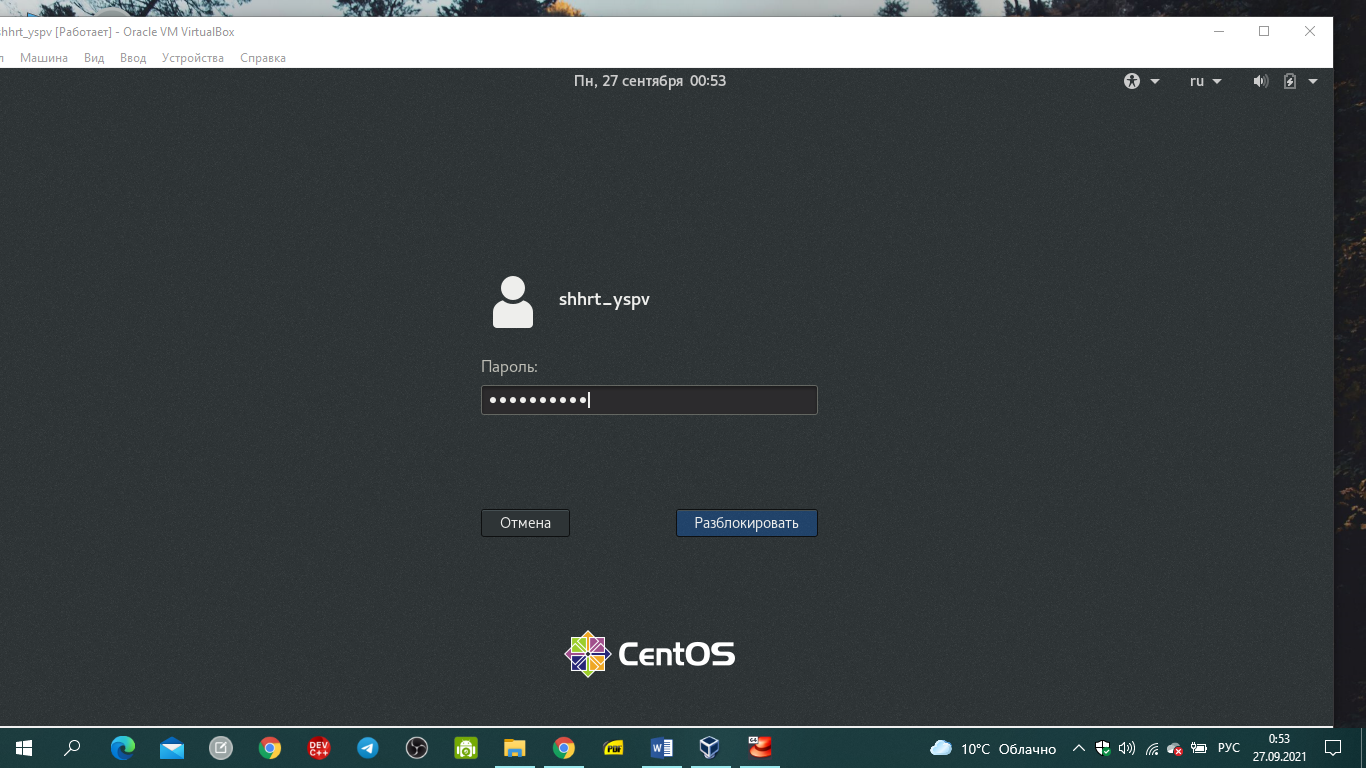 shhrt_yspv [Работает] - Oracle VM VirtualBox
Машина Вид Ввод Устройства Справка
Пн, 27 сентября 00:53
ru
shhrt_yspv
Пароль:
Отмена
Разблокировать
CentOS
DEV C++
PDF
64
10°C Облачно
РУС
0:53
27.09.2021